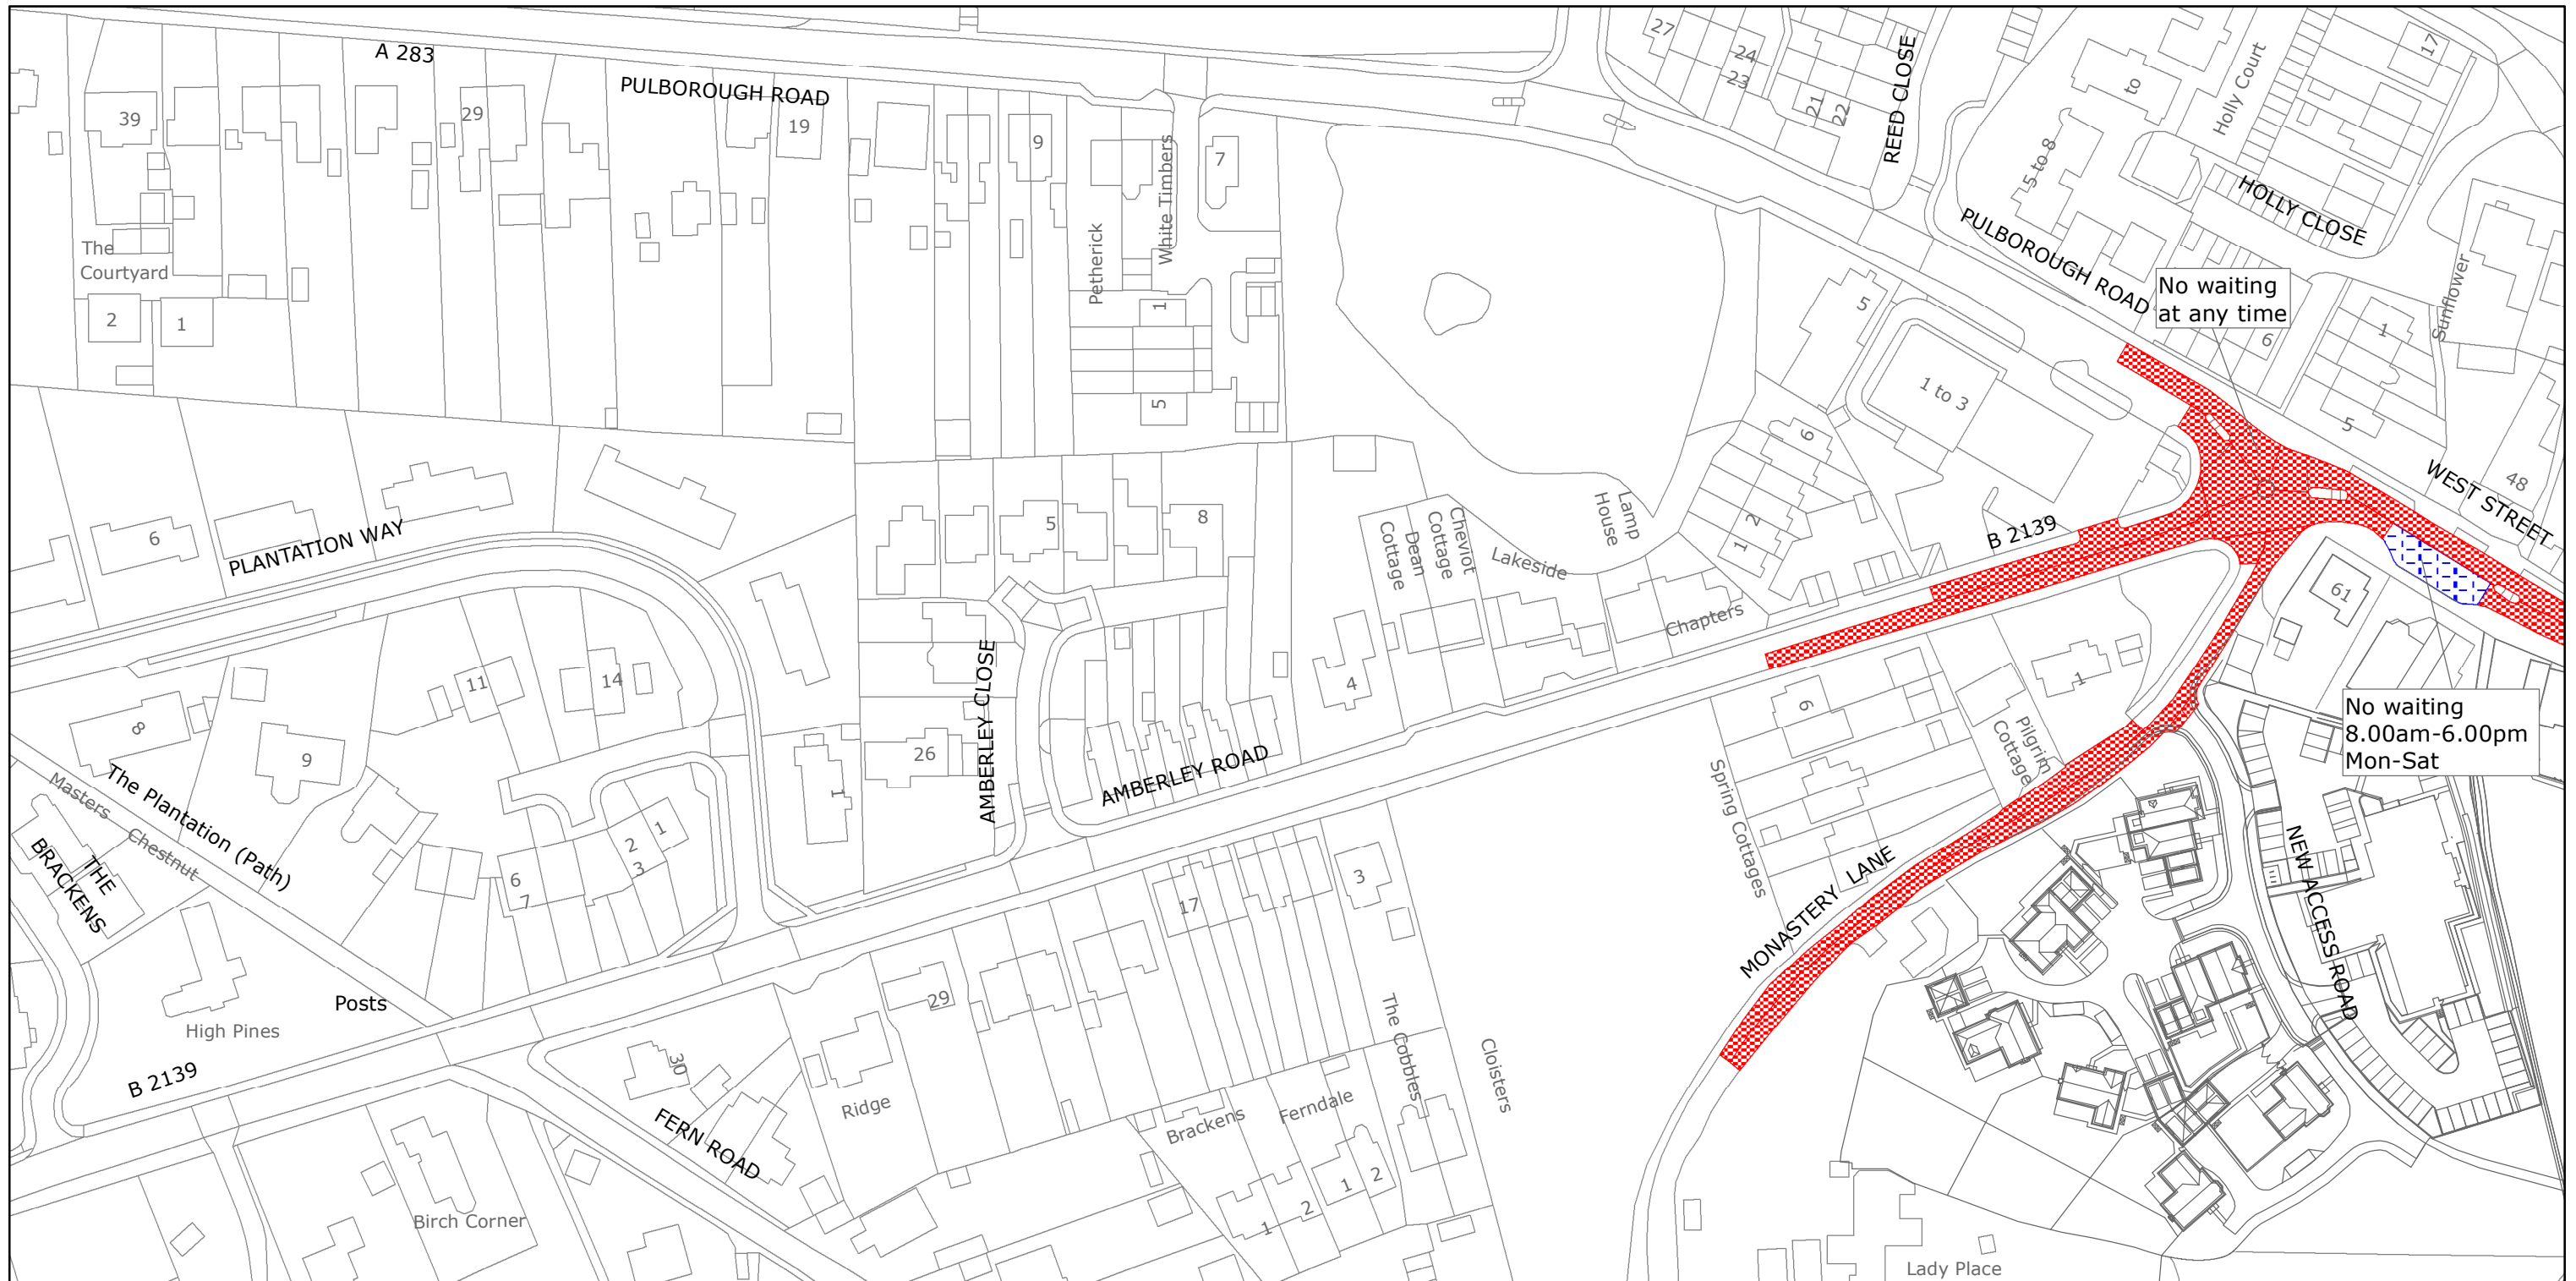 A 283
PULBOROUGH ROAD
39
29
19
9
7
White Timbers
Petherick
The
Courtyard
2
1
1
5
27
24
23
21
22
REED CLOSE
to
Holly Court
17
5 to 8
HOLLY CLOSE
PULBOROUGH ROAD
No waiting
at any time
Sunflower
5
6
1
5
1 to 3
48
WEST STREET
6
2
1
B 2139
6
PLANTATION WAY
5
8
Dean
Cottage
Cheviot
Cottage
Lakeside
Lamp
House
Chapters
61
No waiting
8.00am-6.00pm
Mon-Sat
11
14
8
9
26
1
AMBERLEY CLOSE
AMBERLEY ROAD
4
6
1
Pilgrim
Cottage
Spring Cottages
MONASTERY LANE
NEW ACCESS ROAD
Masters
The Plantation (Path)
Chestnut
THE
BRACKENS
1
2
3
6
7
17
3
29
Posts
High Pines
B 2139
30
FERN ROAD
Ridge
Brackens
Ferndale
The Cobbles
Cloisters
1
2
1
2
Birch Corner
Lady Place